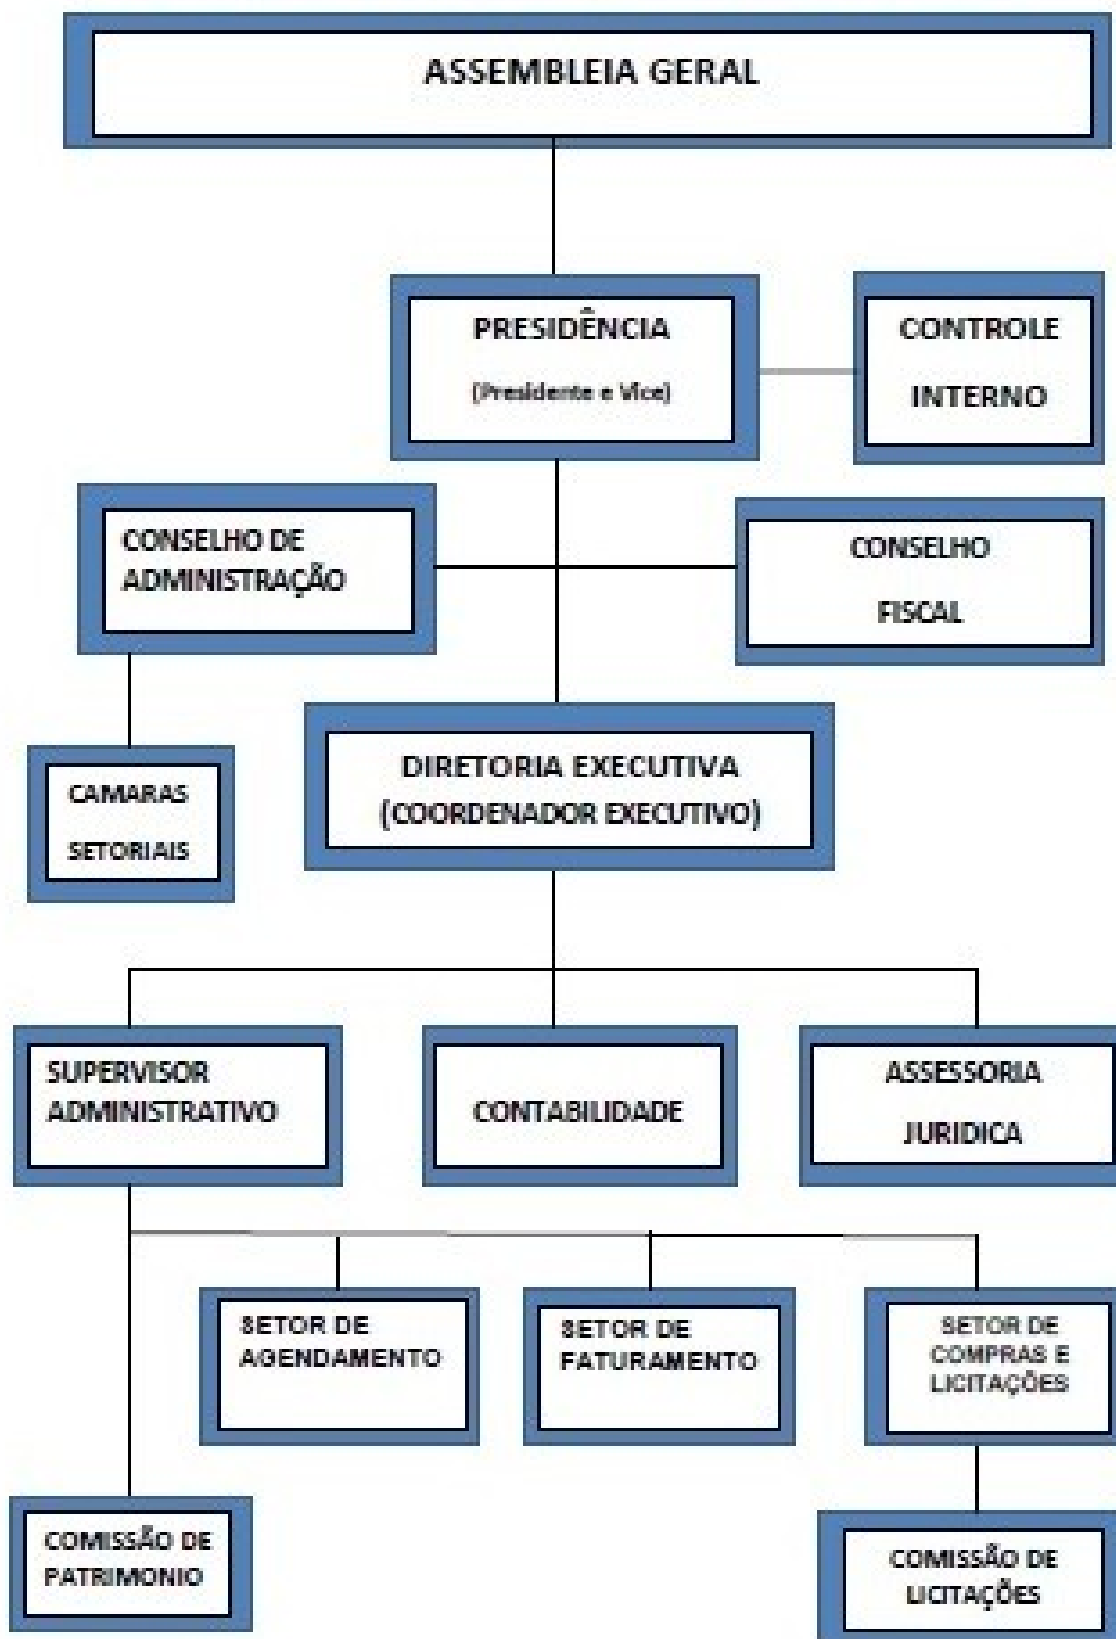 ASSEMBLEIA GERAL
PRESIDÊNCIA
(Presidente e Vice)
CONTROLE
INTERNO
CONSELHO DE
ADMINISTRAÇÃO
CONSELHO
FISCAL
CAMARAS
SETORIAIS
DIRETORIA EXECUTIVA
(COORDENADOR EXECUTIVO)
SUPERVISOR
ADMINISTRATIVO
CONTABILIDADE
ASSESSORIA
JURIDICA
SETOR DE
AGENDAMENTO
SETOR DE
FATURAMENTO
SETOR DE
COMPRAS E
LICITAÇÕES
COMISSÃO DE
PATRIMONIO
COMISSÃO DE
LICITAÇÕES